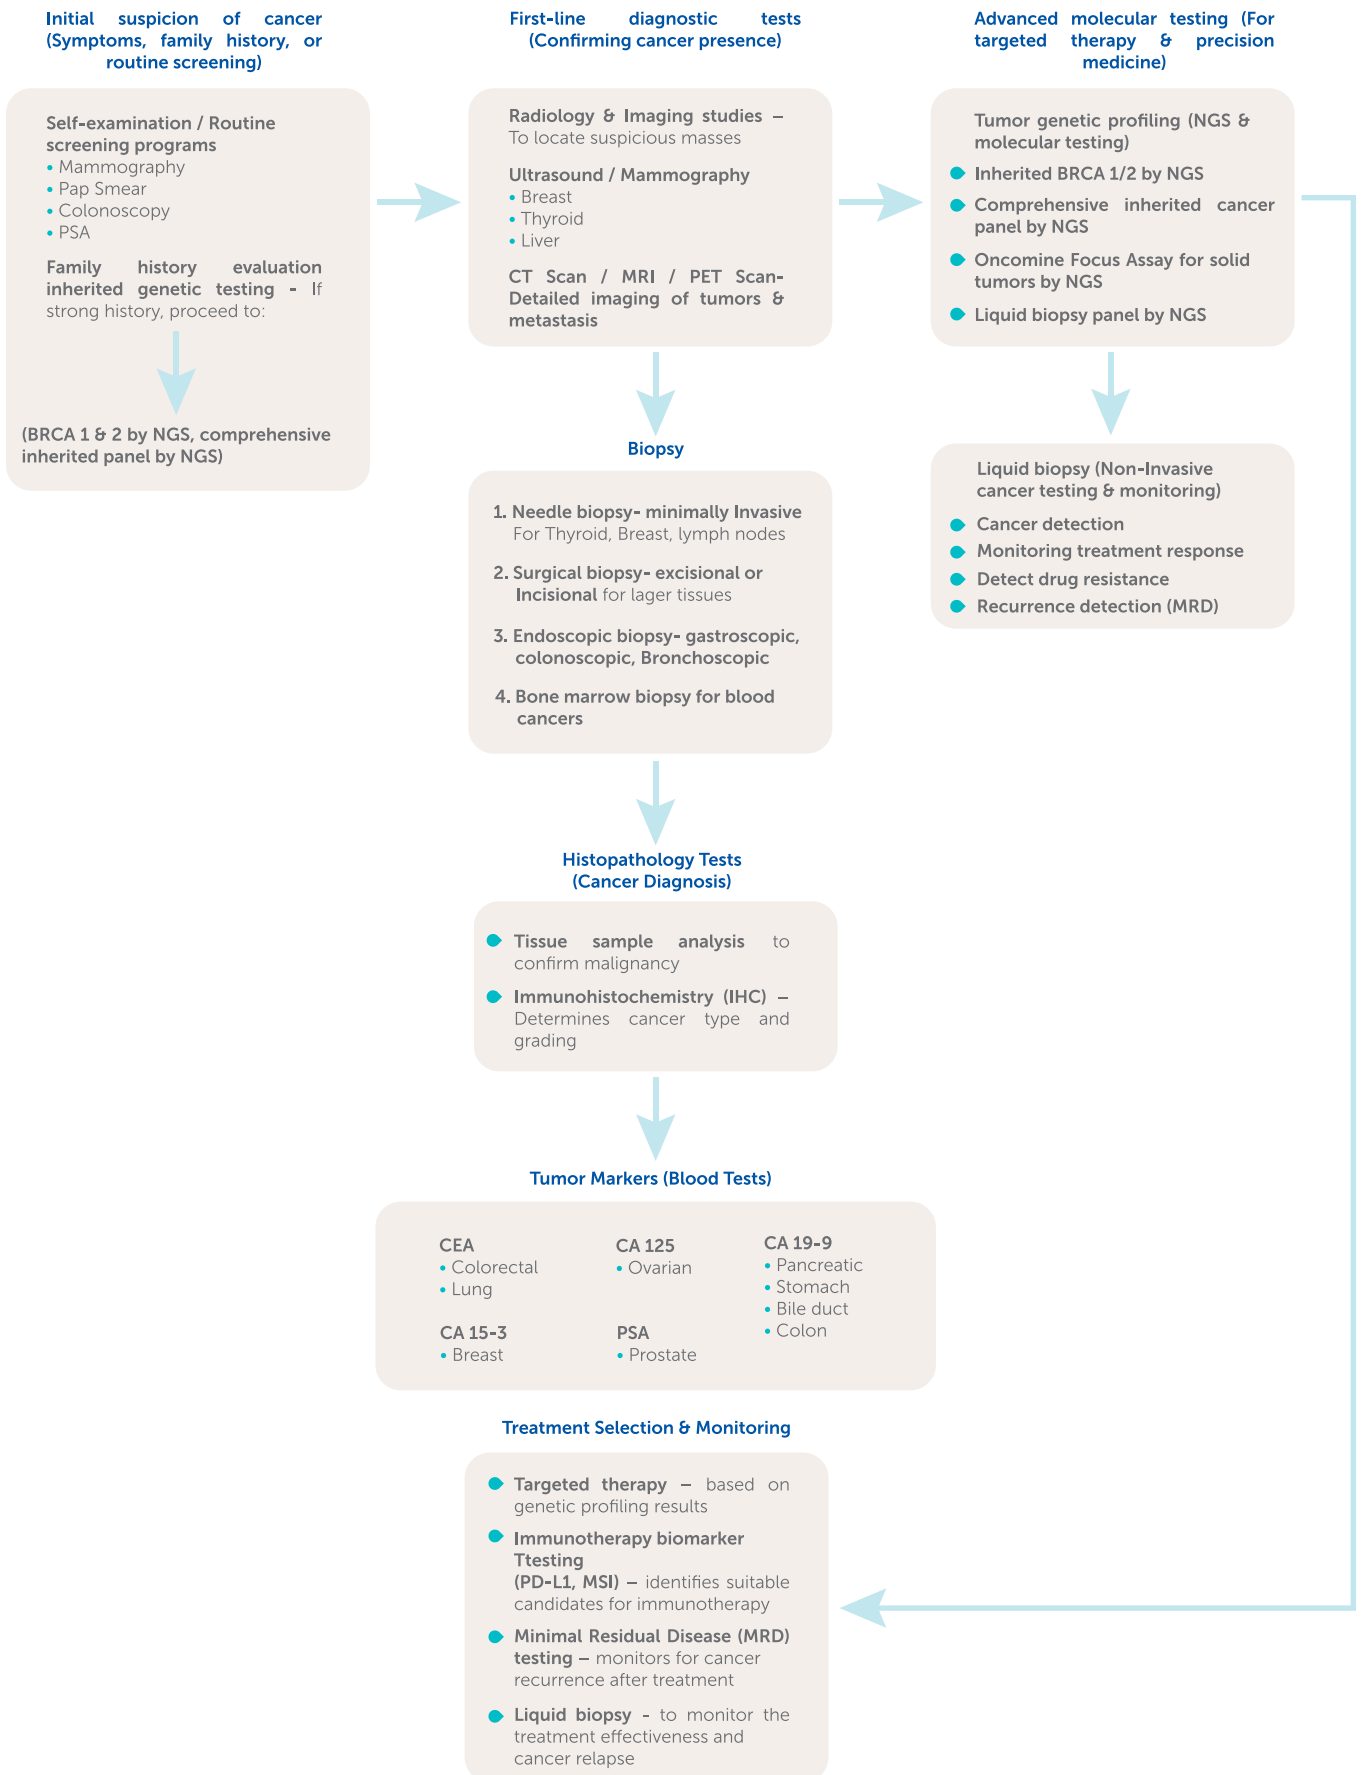 Initial suspicion of cancer
(Symptoms, family history, or
routine screening)
Self-examination / Routine
screening programs
• Mammography
• Pap Smear
• Colonoscopy
• PSA
Family history evaluation
inherited genetic testing - If
strong history, proceed to:
(BRCA 1 & 2 by NGS, comprehensive
inherited panel by NGS)
First-line diagnostic tests
(Confirming cancer presence)
Radiology & Imaging studies –
To locate suspicious masses
Ultrasound / Mammography
• Breast
• Thyroid
• Liver
CT Scan / MRI / PET Scan-
Detailed imaging of tumors &
metastasis
Biopsy
1. Needle biopsy- minimally Invasive
For Thyroid, Breast, lymph nodes
2. Surgical biopsy- excisional or
Incisional for lager tissues
3. Endoscopic biopsy- gastroscopic,
colonoscopic, Bronchoscopic
4. Bone marrow biopsy for blood
cancers
Histopathology Tests
(Cancer Diagnosis)
Tissue sample analysis to
confirm malignancy
Immunohistochemistry (IHC) –
Determines cancer type and
grading
Tumor Markers (Blood Tests)
CEA
• Colorectal
• Lung
CA 125
• Ovarian
CA 19-9
• Pancreatic
• Stomach
• Bile duct
• Colon
CA 15-3
• Breast
PSA
• Prostate
Treatment Selection & Monitoring
Targeted therapy – based on
genetic profiling results
Immunotherapy biomarker
Ttesting
(PD-L1, MSI) – identifies suitable
candidates for immunotherapy
Minimal Residual Disease (MRD)
testing – monitors for cancer
recurrence after treatment
Liquid biopsy - to monitor the
treatment effectiveness and
cancer relapse
Advanced molecular testing (For
targeted therapy & precision
medicine)
Tumor genetic profiling (NGS &
molecular testing)
Inherited BRCA 1/2 by NGS
Comprehensive inherited cancer
panel by NGS
Oncomine Focus Assay for solid
tumors by NGS
Liquid biopsy panel by NGS
Liquid biopsy (Non-Invasive
cancer testing & monitoring)
Cancer detection
Monitoring treatment response
Detect drug resistance
Recurrence detection (MRD)